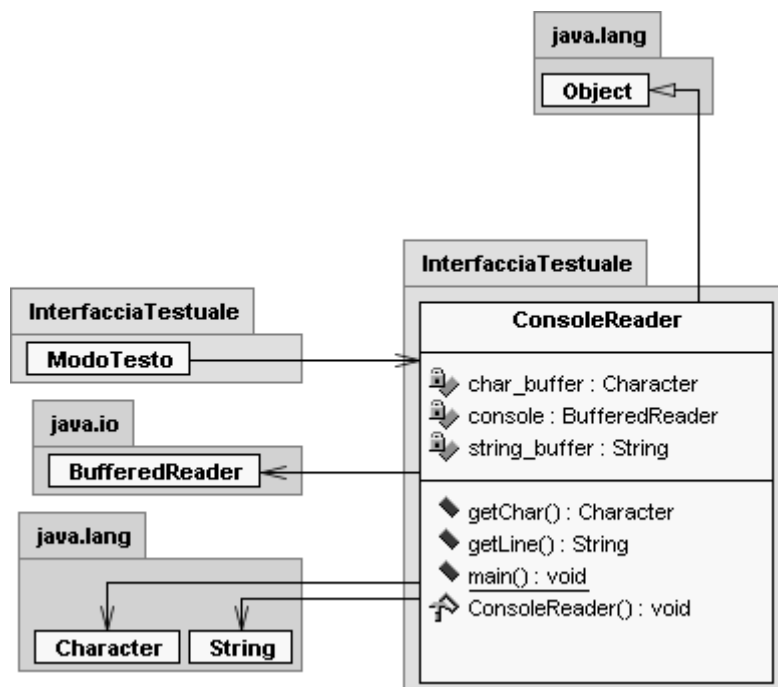 java.lang
Object
InterfacciaTestuale
ModoTesto
java.io
BufferedReader
java.lang
Character
String
InterfacciaTestuale
ConsoleReader
char_buffer : Character
console : BufferedReader
string_buffer : String
getChar() : Character
getLine() : String
main() : void
ConsoleReader() : void